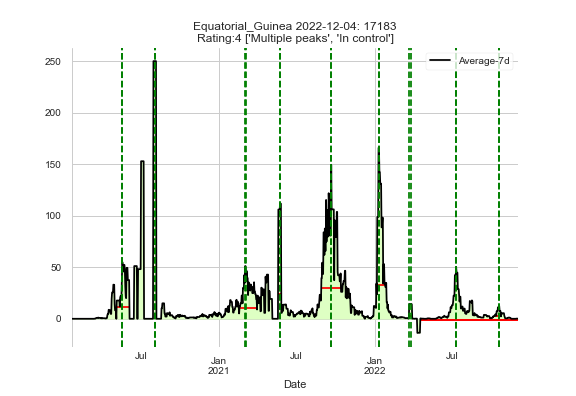 Equatorial_Guinea 2022-12-04: 17183
Rating:4 ['Multiple peaks', 'In control']
Average-7d
250
200
150
100
50
0
Jul
Jan
2021
Jul
Jan
2022
Jul
Date